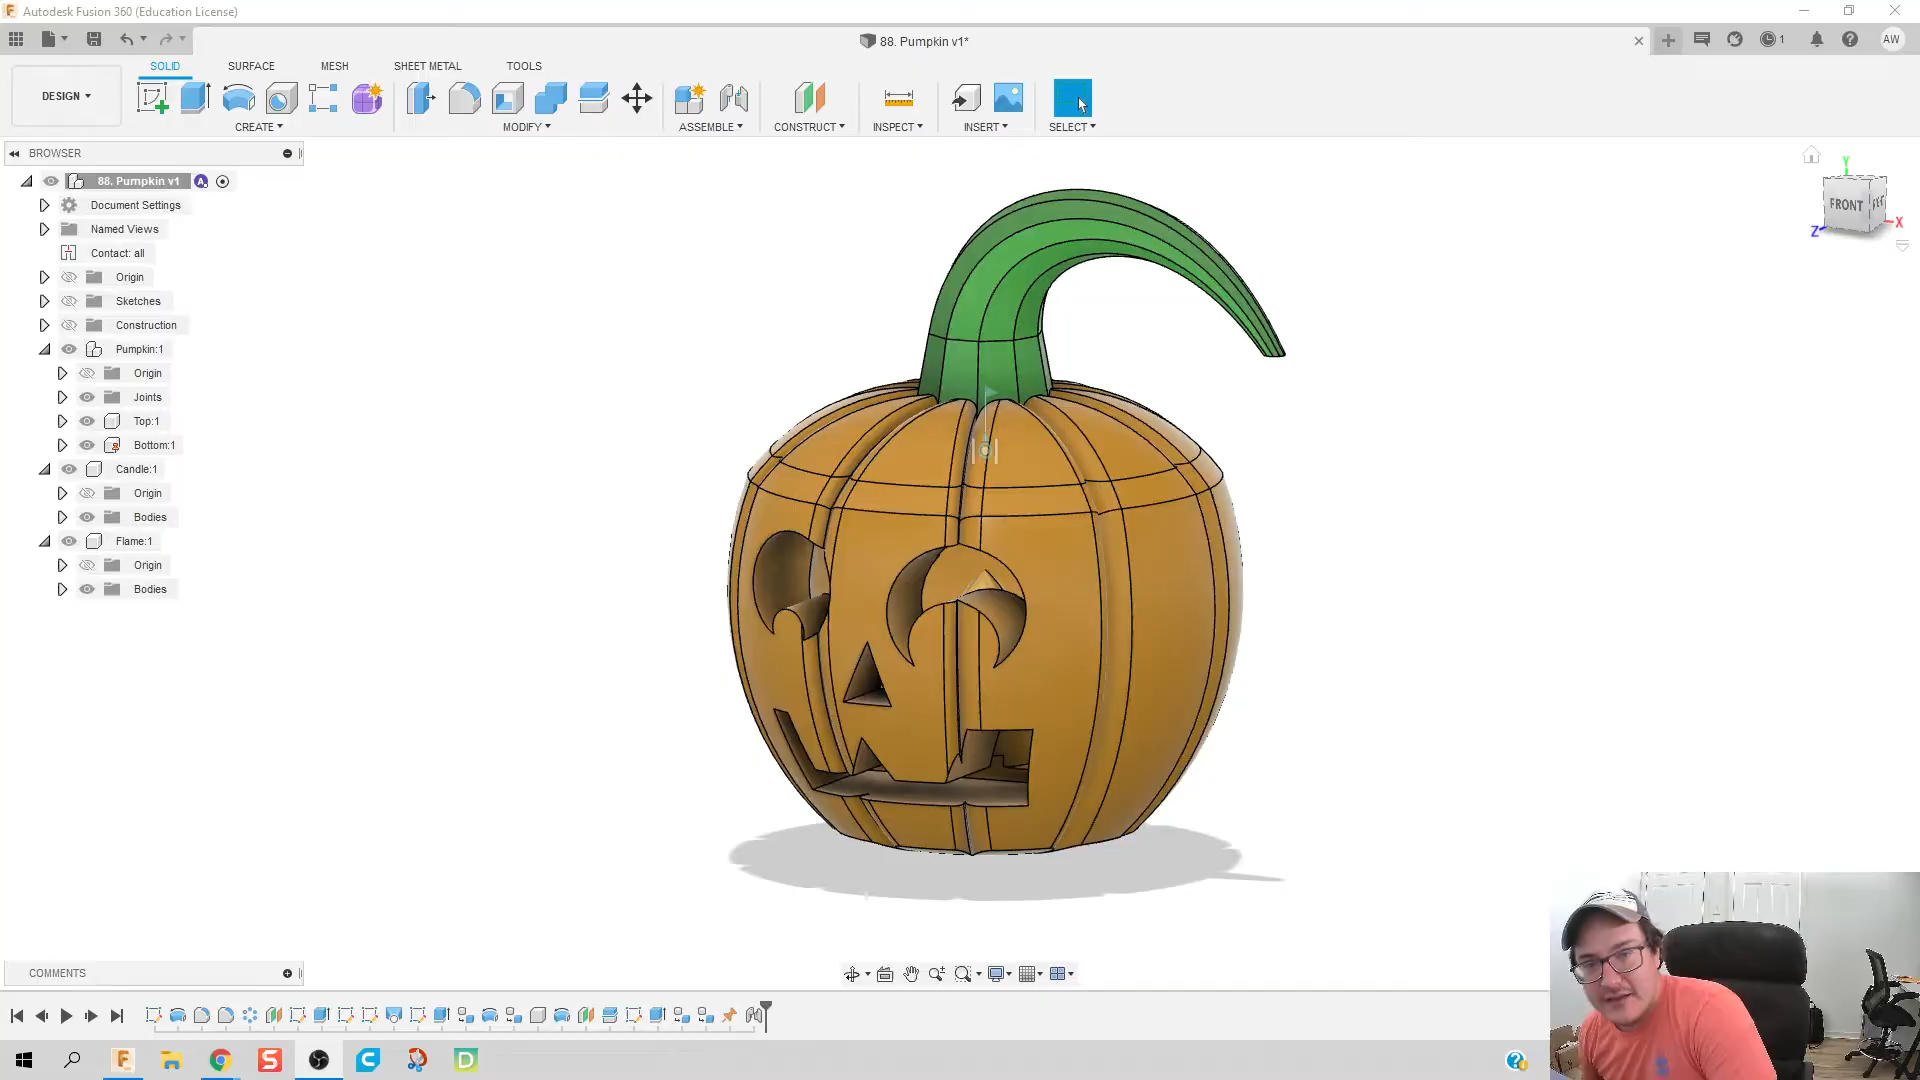 Autodesk Fusion 360 (Education License)
88. Pumpkin v1*
1
AW
DESIGN
SOLID
SURFACE
MESH
SHEET METAL
TOOLS
CREATE
MODIFY
ASSEMBLE
CONSTRUCT
INSPECT
INSERT
SELECT
BROWSER
88. Pumpkin v1
Document Settings
Named Views
Contact: all
Origin
Sketches
Construction
Pumpkin:1
Origin
Joints
Top:1
Bottom:1
Candle:1
Origin
Bodies
Flame:1
Origin
Bodies
Y
FRONT
X
Z
COMMENTS